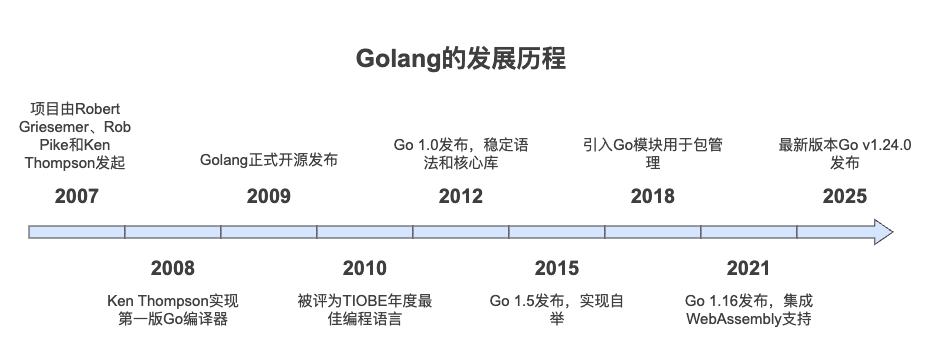 Golang的发展历程
项目由Robert
Griesemer、Rob
Pike和Ken
Thompson发起
2007
2008
Ken Thompson实现
第一版Go编译器
Golang正式开源发布
2009
2010
被评为TIOBE年度最
佳编程语言
Go 1.0发布，稳定语
法和核心库
2012
2015
Go 1.5发布，实现自
举
引入Go模块用于包管
理
2018
2021
Go 1.16发布，集成
WebAssembly支持
最新版本Go v1.24.0
发布
2025